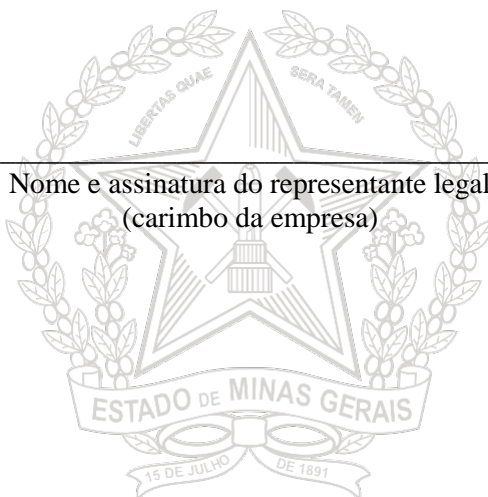 LIBERTAS QUAE SERA TAMEN
Nome e assinatura do representante legal
(carimbo da empresa)
ESTADO DE MINAS GERAIS
15 DE JULHO DE 1891